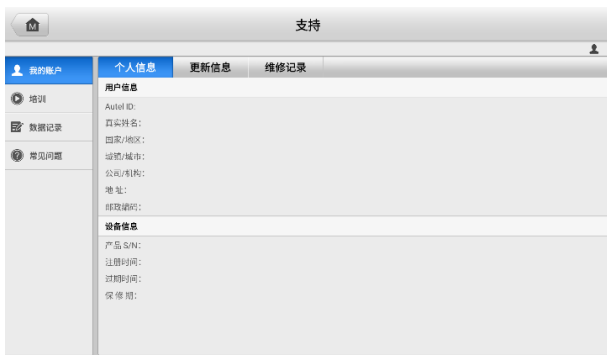 支持
M
我的账户
培训
数据记录
常见问题
个人信息 更新信息 维修记录
用户信息
Autel ID:
真实姓名:
国家/地区:
城镇/城市:
公司/机构:
地 址:
邮政编码:
设备信息
产品 S/N:
注册时间:
过期时间:
保 修 期: